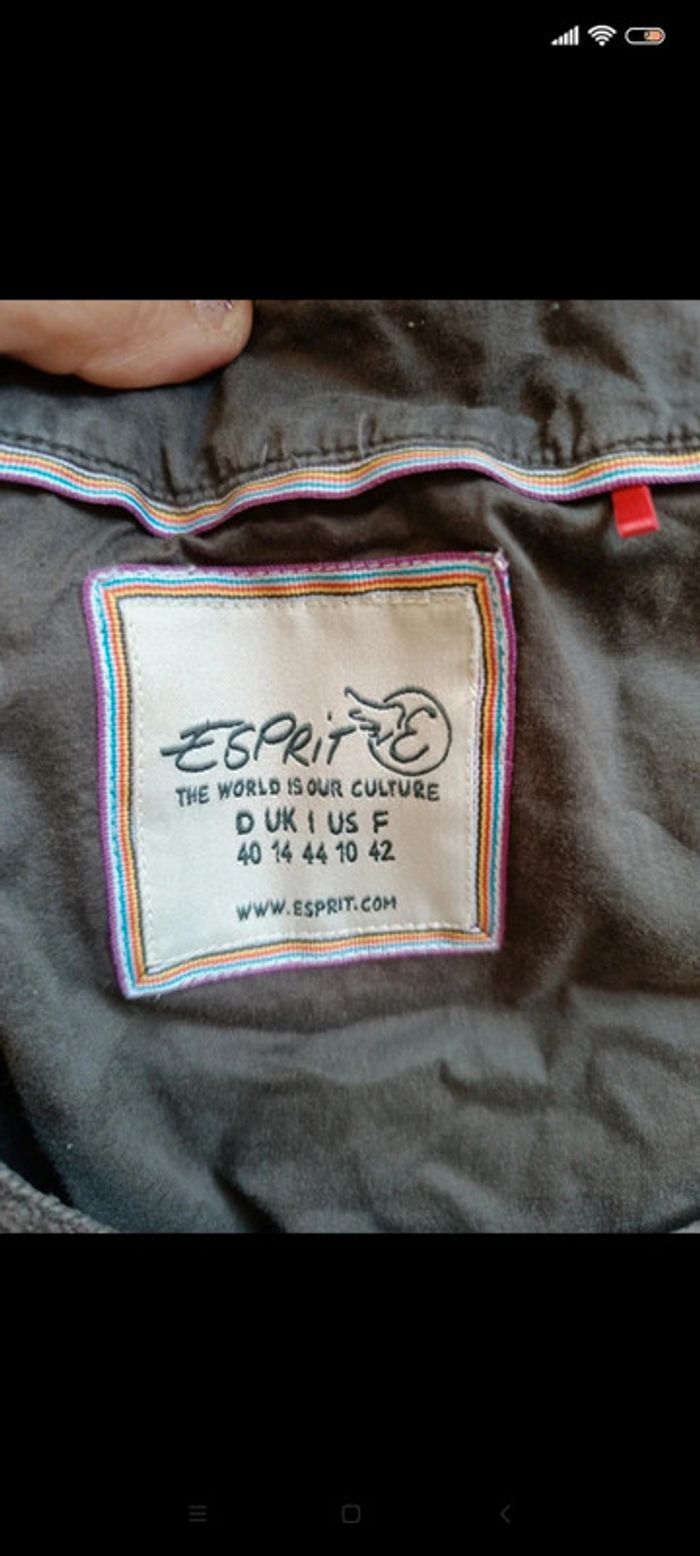 ESPRIT E
THE WORLD IS OUR CULTURE
D UK I US F
40 14 44 10 42
WWW.ESPRIT.COM